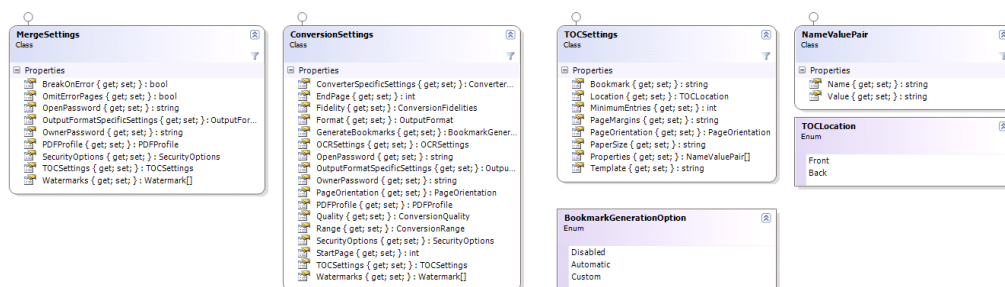 MergeSettings
Class
Properties
BreakOnError { get; set; } : bool
OmitErrorPages { get; set; } : bool
OpenPassword { get; set; } : string
OutputFormatSpecificSettings { get; set; } : OutputFor...
OwnerPassword { get; set; } : string
PDFProfile { get; set; } : PDFProfile
SecurityOptions { get; set; } : SecurityOptions
TOCSettings { get; set; } : TOCSettings
Watermarks { get; set; } : Watermark[]
ConversionSettings
Class
Properties
ConverterSpecificSettings { get; set; } : Converter...
EndPage { get; set; } : int
Fidelity { get; set; } : ConversionFidelities
Format { get; set; } : OutputFormat
GenerateBookmarks { get; set; } : BookmarkGener...
OCRSettings { get; set; } : OCRSettings
OpenPassword { get; set; } : string
OutputFormatSpecificSettings { get; set; } : Outpu...
OwnerPassword { get; set; } : string
PageOrientation { get; set; } : PageOrientation
PDFProfile { get; set; } : PDFProfile
Quality { get; set; } : ConversionQuality
Range { get; set; } : ConversionRange
SecurityOptions { get; set; } : SecurityOptions
StartPage { get; set; } : int
TOCSettings { get; set; } : TOCSettings
Watermarks { get; set; } : Watermark[]
TOCSettings
Class
Properties
Bookmark { get; set; } : string
Location { get; set; } : TOCLocation
MinimumEntries { get; set; } : int
PageMargins { get; set; } : string
PageOrientation { get; set; } : PageOrientation
PaperSize { get; set; } : string
Properties { get; set; } : NameValuePair[]
Template { get; set; } : string
BookmarkGenerationOption
Enum
Disabled
Automatic
Custom
NameValuePair
Class
Properties
Name { get; set; } : string
Value { get; set; } : string
TOCLocation
Enum
Front
Back